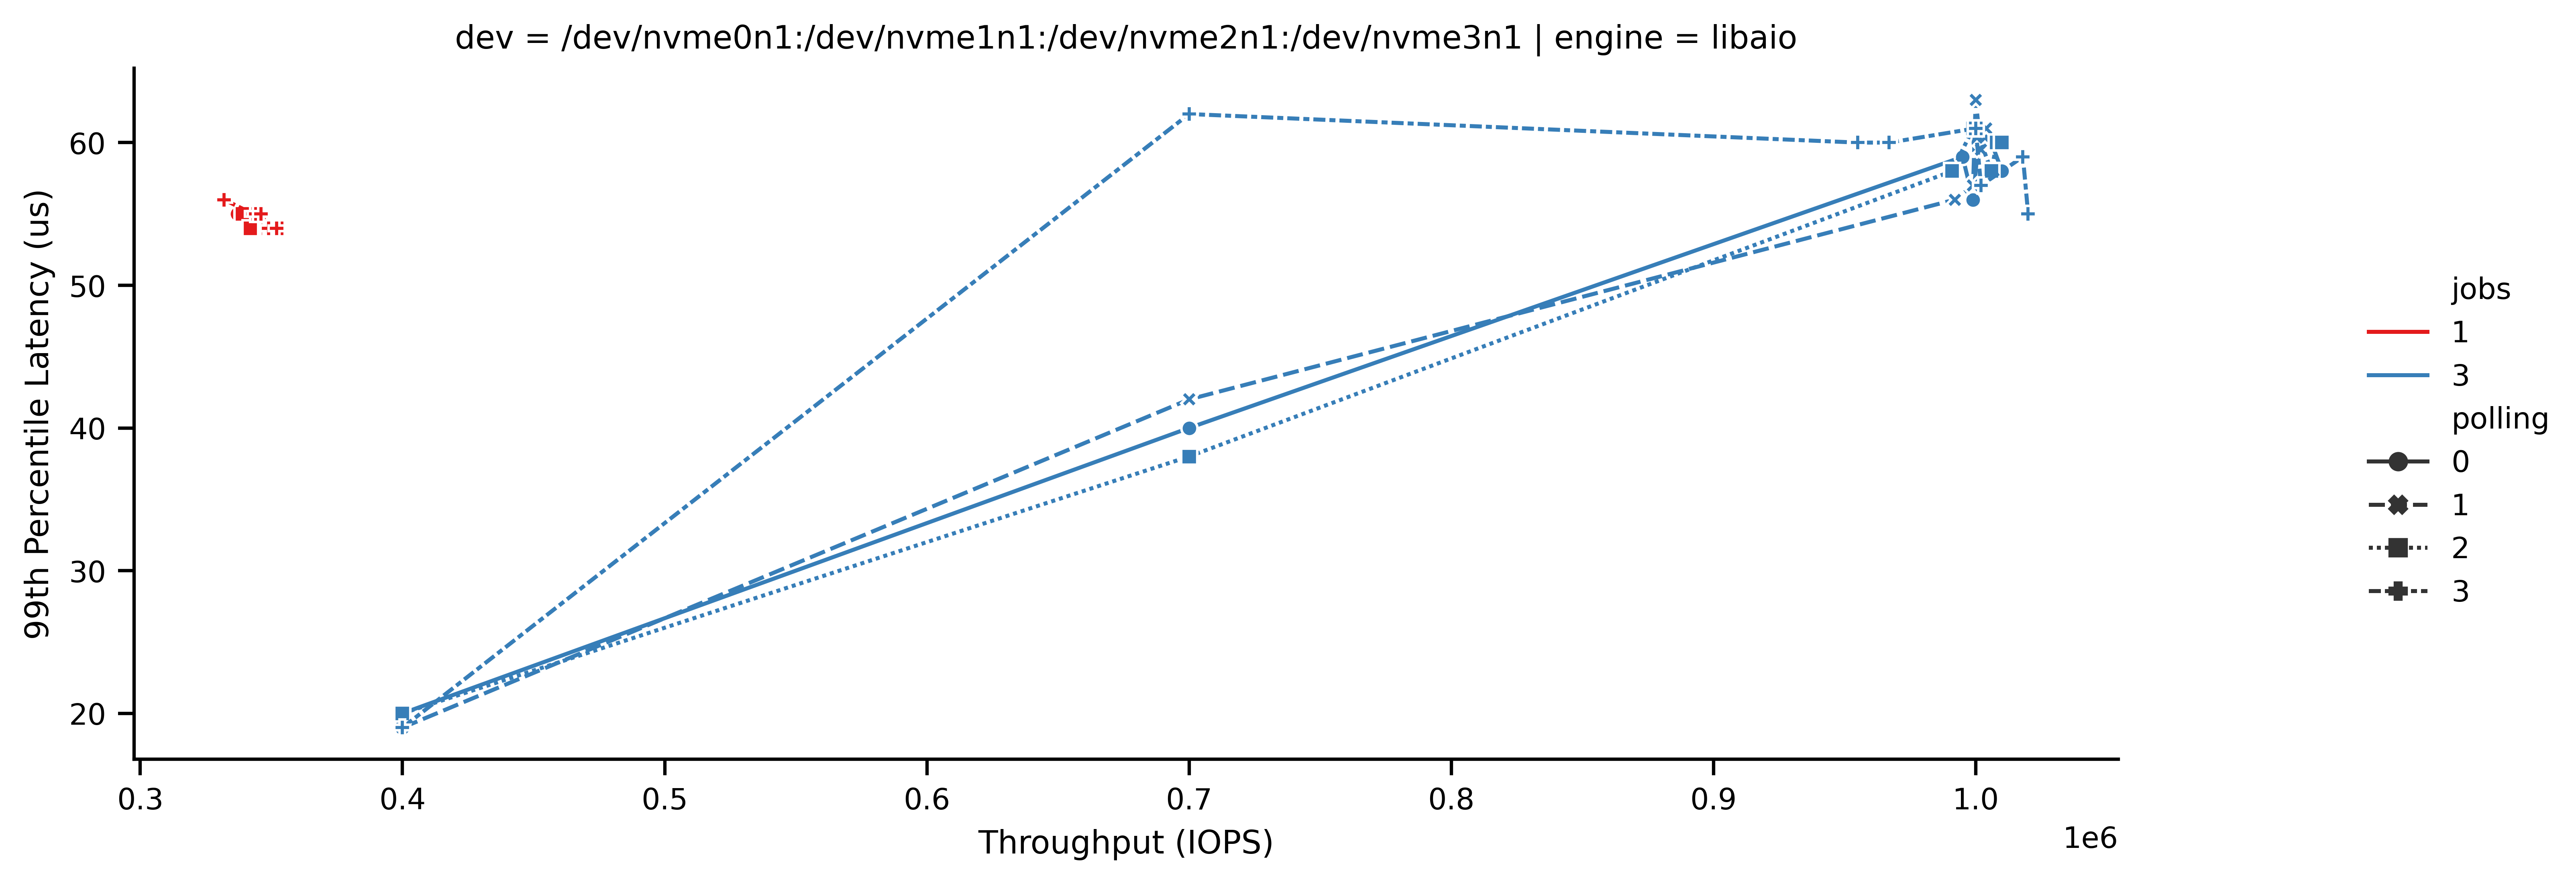 dev = /dev/nvme0n1:/dev/nvme1n1:/dev/nvme2n1:/dev/nvme3n1 | engine = libaio
99th Percentile Latency (us)
60
50
40
30
20
0.3 0.4 0.5 0.6 0.7 0.8 0.9 1.0
1e6
Throughput (IOPS)
jobs
1
3
polling
0
1
2
3